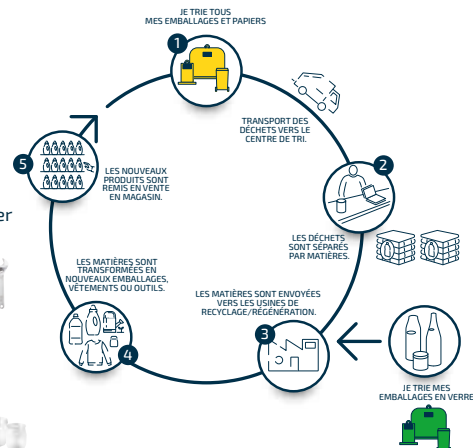 JE TRIE TOUS
MES EMBALLAGES ET PAPIERS
1
TRANSPORT DES
DÉCHETS VERS LE
CENTRE DE TRI.
2
LES DÉCHETS
SONT SÉPARÉS
PAR MATIÈRES.
LES MATIÈRES SONT ENVOYÉES
VERS LES USINES DE
RECYCLAGE/RÉGÉNÉRATION.
3
JE TRIE MES
EMBALLAGES EN VERRE
LES MATIÈRES SONT
TRANSFORMÉES EN
NOUVEAUX EMBALLAGES,
VÊTEMENTS OU OUTILS.
4
5
LES NOUVEAUX
PRODUITS SONT
REMIS EN VENTE
EN MAGASIN.
er